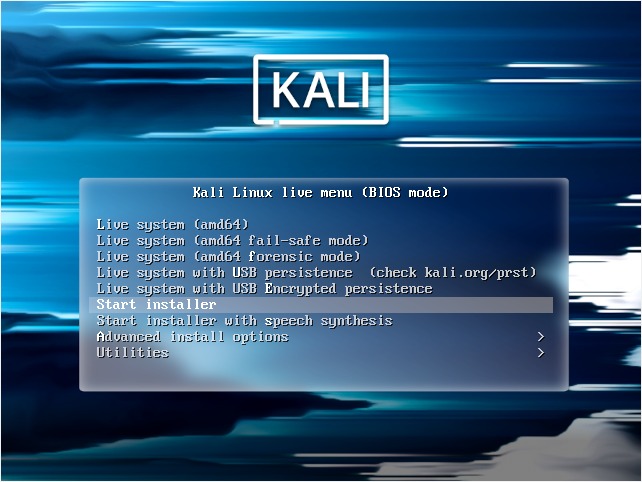 KALI
Kali Linux live menu (BIOS mode)
Live system (amd64)
Live system (amd64 fail-safe mode)
Live system (amd64 forensic mode)
Live system with USB persistence  (check kali.org/prst)
Live system with USB Encrypted persistence
Start installer
Start installer with speech synthesis
Advanced install options >
Utilities >